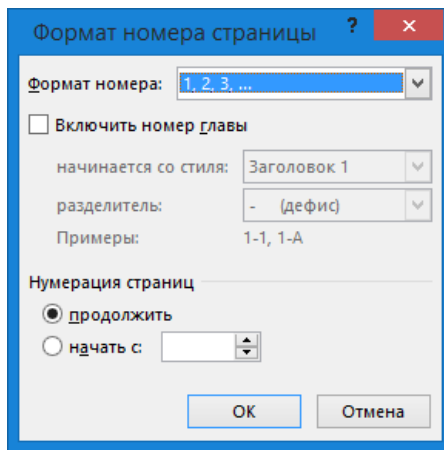 Формат номера страницы ?
Формат номера: 1, 2, 3, ...
Включить номер главы
начинается со стиля: Заголовок 1
разделитель: - (дефис)
Примеры: 1-1, 1-A
Нумерация страниц
продолжить
начать с:
ОК Отмена